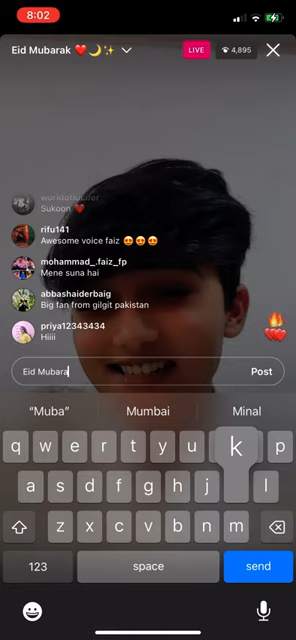 8:02
Eid Mubarak ❤️🌙✨
LIVE
4,895
worldoflucifer
Sukoon ❤️
rifu141
Awesome voice faiz 😍😍😍
mohammad_.faiz_fp
Mene suna hai
abbashaiderbaig
Big fan from gilgit pakistan
priya12343434
Hiiii
Eid Mubara
Post
“Muba”
Mumbai
Minal
q w e r t y u k p
a s d f g h j l
z x c v b n m
123
space
send